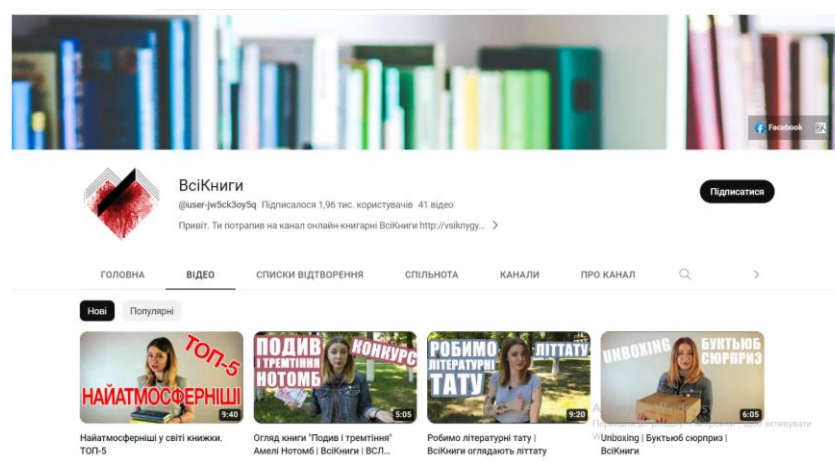 Facebook
ВсіКниги
@user-jw5ck3oy5q Підписалося 1,96 тис. користувачів 41 відео
Привіт. Ти потрапив на канал онлайн-книгарні ВсіКниги http://vsiknygy...
Підписатися
ГОЛОВНА ВІДЕО СПИСКИ ВІДТВОРЕННЯ СПІЛЬНОТА КАНАЛИ ПРО КАНАЛ
Нові Популярні
ТОП-5
НАЙАТМОСФЕРНІШІ
9:40
ПОДИВ
І ТРЕМТІННЯ
НОТОМБ
КОНКУРС
5:05
РОБИМО
ЛІТЕРАТУРНІ
ТАТУ
ЛІТТАТУ
9:20
UNBOXING
БУКТЬЮБ
СЮРПРИЗ
6:05
Найатмосферніші у світі книжки.
ТОП-5
Огляд книги "Подив і тремтіння"
Амелі Нотомб | ВсіКниги | ВСЛ...
Робимо літературні тату |
ВсіКниги оглядають літтату
Unboxing | Буктьюб сюрприз |
ВсіКниги